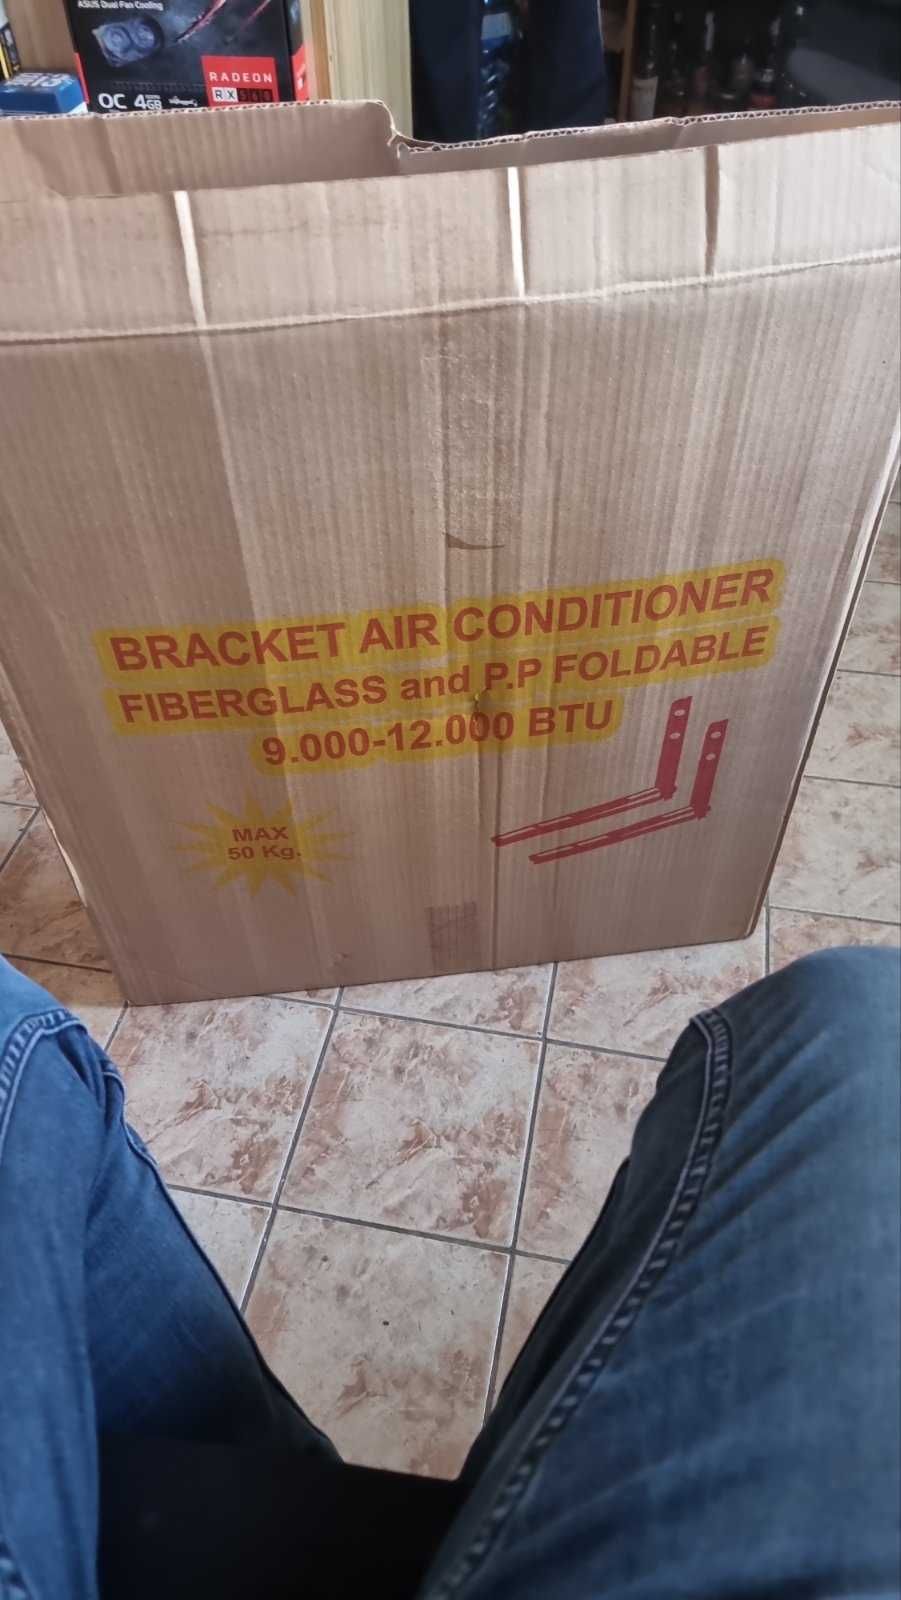 ASUS Dual Fan Cooling
RADEON
RX 560
OC 4GB
BRACKET AIR CONDITIONER
FIBERGLASS and P.P FOLDABLE
9.000-12.000 BTU
MAX
50 Kg.